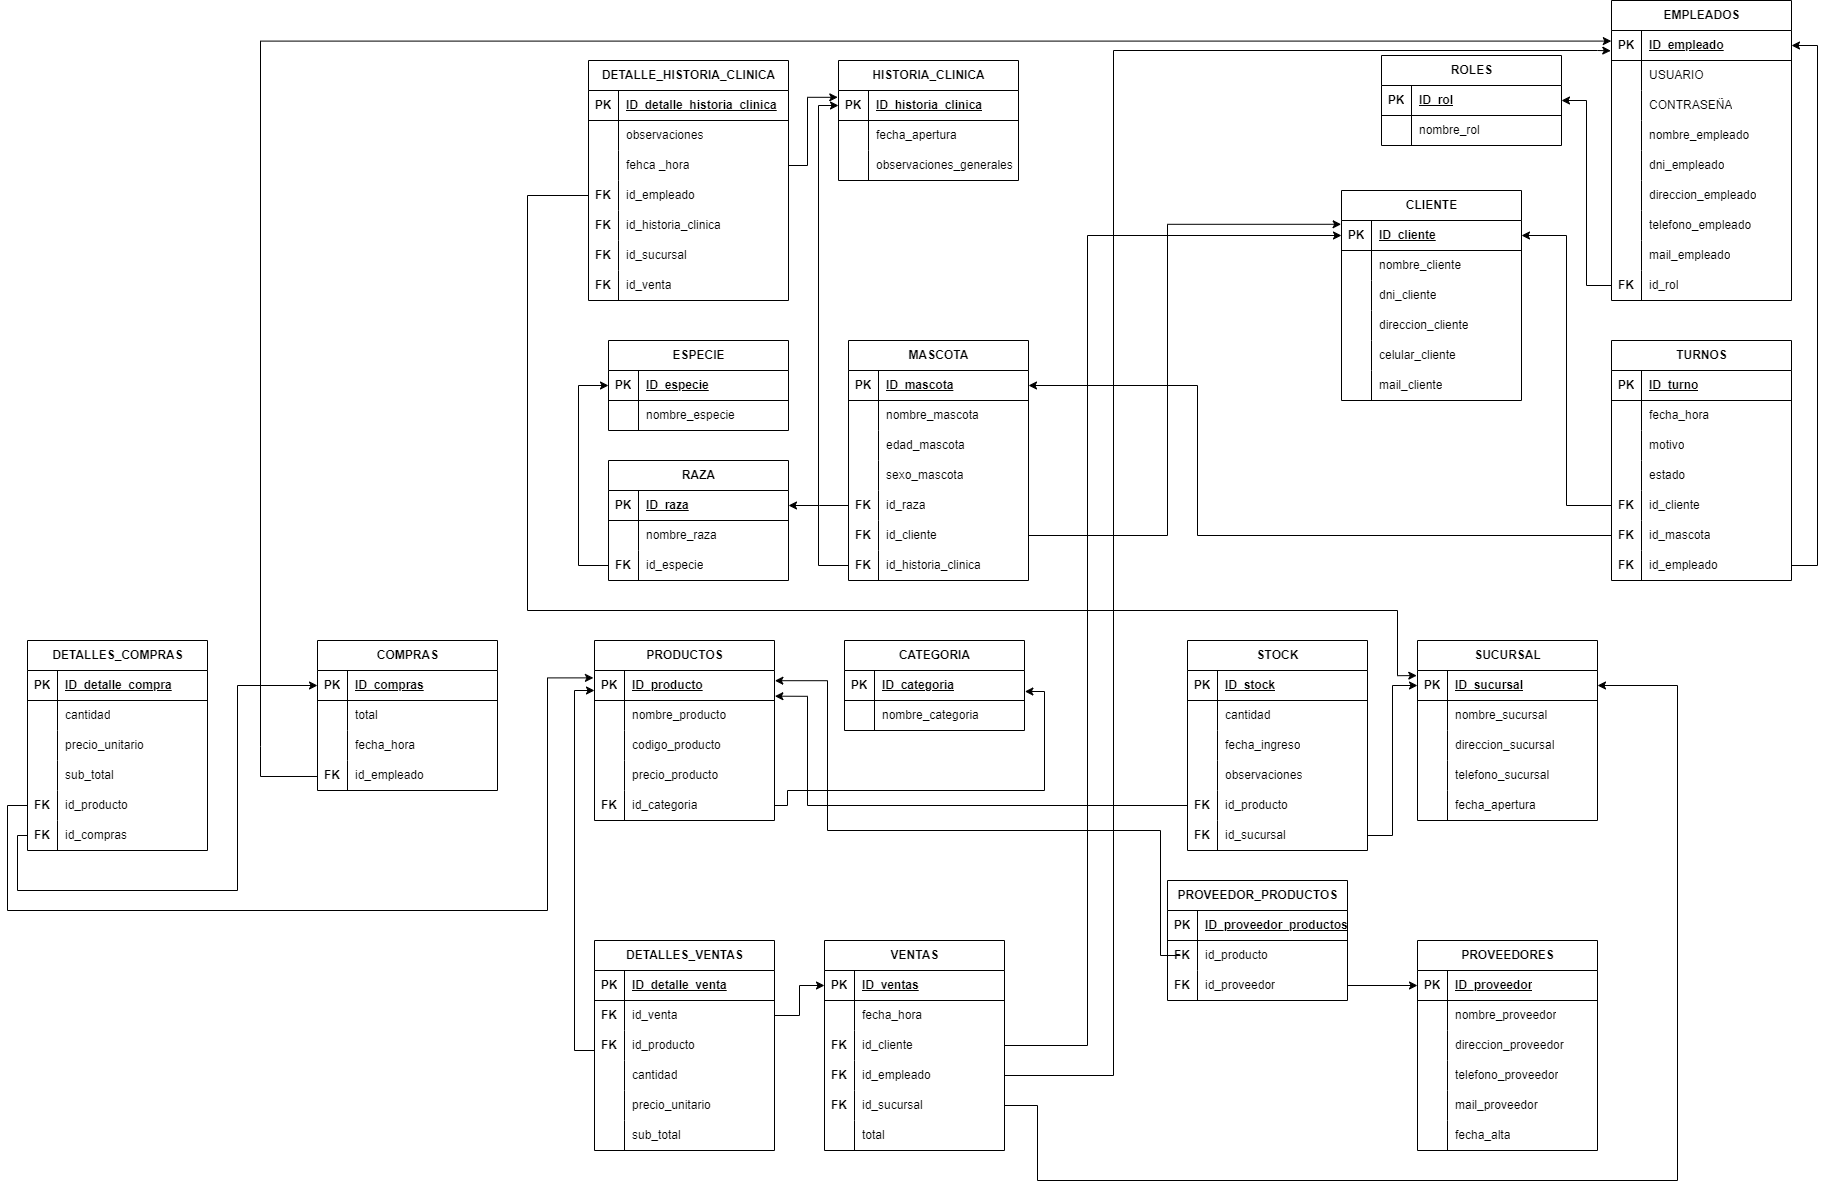 EMPLEADOS
PK ID_empleado
USUARIO
CONTRASEÑA
nombre_empleado
dni_empleado
direccion_empleado
telefono_empleado
mail_empleado
FK id_rol
DETALLE_HISTORIA_CLINICA
PK ID_detalle_historia_clinica
observaciones
fehca _hora
FK id_empleado
FK id_historia_clinica
FK id_sucursal
FK id_venta
HISTORIA_CLINICA
PK ID_historia_clinica
fecha_apertura
observaciones_generales
ROLES
PK ID_rol
nombre_rol
CLIENTE
PK ID_cliente
nombre_cliente
dni_cliente
direccion_cliente
celular_cliente
mail_cliente
ESPECIE
PK ID_especie
nombre_especie
RAZA
PK ID_raza
nombre_raza
FK id_especie
MASCOTA
PK ID_mascota
nombre_mascota
edad_mascota
sexo_mascota
FK id_raza
FK id_cliente
FK id_historia_clinica
TURNOS
PK ID_turno
fecha_hora
motivo
estado
FK id_cliente
FK id_mascota
FK id_empleado
DETALLES_COMPRAS
PK ID_detalle_compra
cantidad
precio_unitario
sub_total
FK id_producto
FK id_compras
COMPRAS
PK ID_compras
total
fecha_hora
FK id_empleado
PRODUCTOS
PK ID_producto
nombre_producto
codigo_producto
precio_producto
FK id_categoria
CATEGORIA
PK ID_categoria
nombre_categoria
STOCK
PK ID_stock
cantidad
fecha_ingreso
observaciones
FK id_producto
FK id_sucursal
SUCURSAL
PK ID_sucursal
nombre_sucursal
direccion_sucursal
telefono_sucursal
fecha_apertura
PROVEEDOR_PRODUCTOS
PK ID_proveedor_productos
FK id_producto
FK id_proveedor
DETALLES_VENTAS
PK ID_detalle_venta
FK id_venta
FK id_producto
cantidad
precio_unitario
sub_total
VENTAS
PK ID_ventas
fecha_hora
FK id_cliente
FK id_empleado
FK id_sucursal
total
PROVEEDORES
PK ID_proveedor
nombre_proveedor
direccion_proveedor
telefono_proveedor
mail_proveedor
fecha_alta